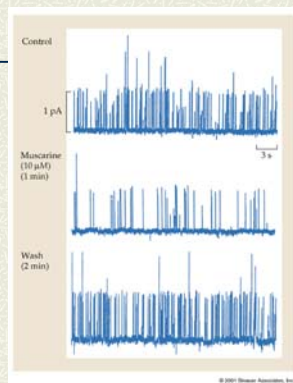 Control
1 pA
3 s
Muscarine
(10 μM)
(1 min)
Wash
(2 min)
© 2001 Sinauer Associates, Inc.